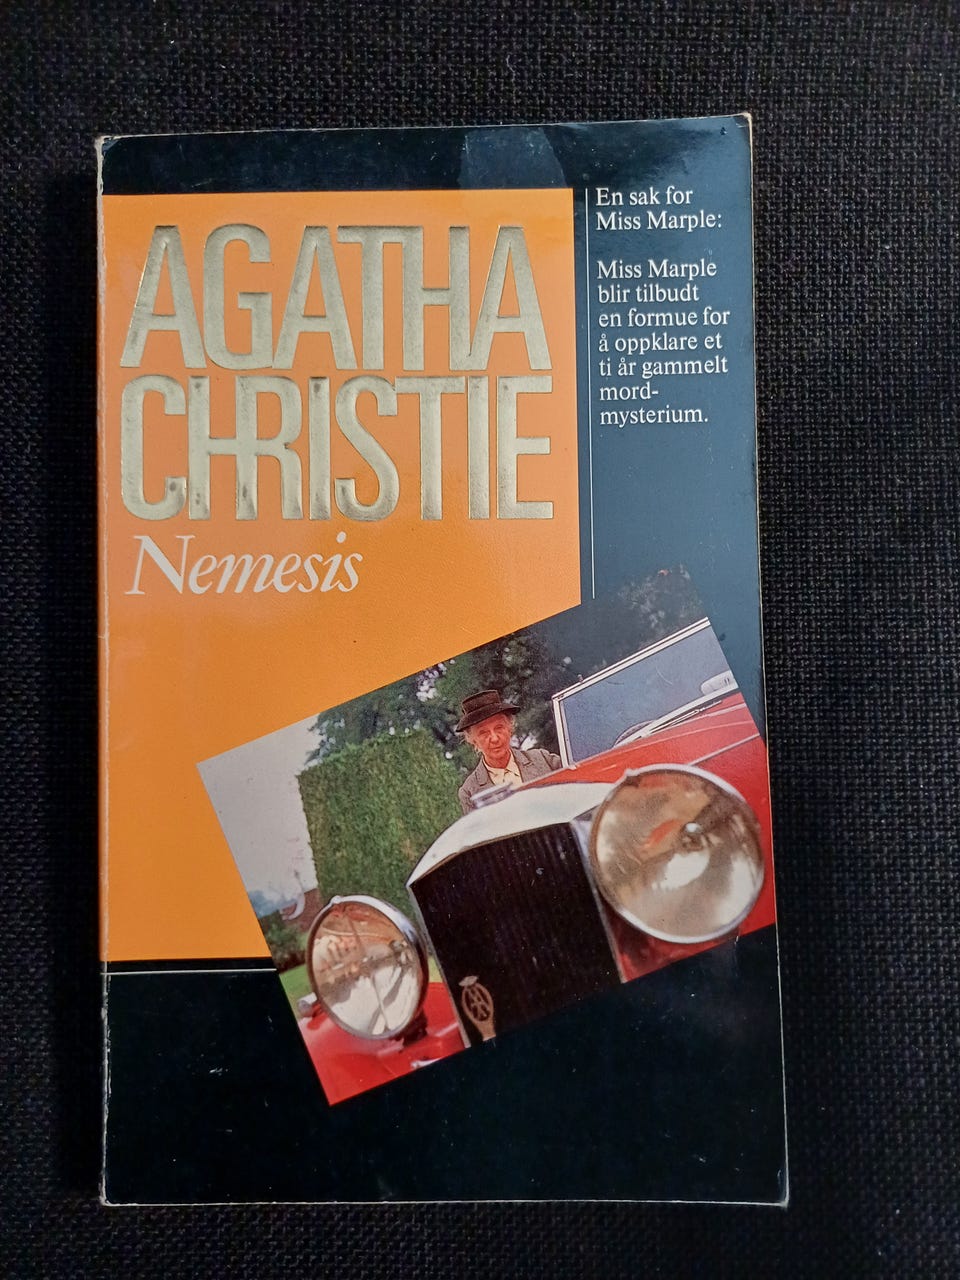 AGATHA
CHRISTIE
Nemesis
En sak for
Miss Marple:
Miss Marple
blir tilbudt
en formue for
å oppklare et
ti år gammelt
mord-
mysterium.
AA